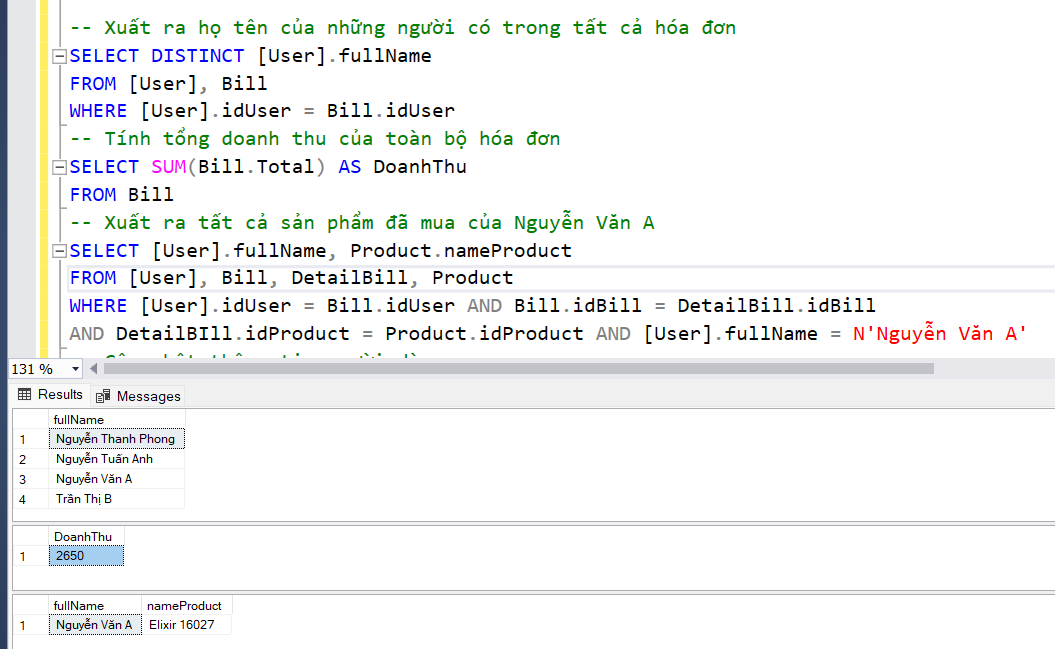 -- Xuất ra họ tên của những người có trong tất cả hóa đơn
SELECT DISTINCT [User].fullName
FROM [User], Bill
WHERE [User].idUser = Bill.idUser
-- Tính tổng doanh thu của toàn bộ hóa đơn
SELECT SUM(Bill.Total) AS DoanhThu
FROM Bill
-- Xuất ra tất cả sản phẩm đã mua của Nguyễn Văn A
SELECT [User].fullName, Product.nameProduct
FROM [User], Bill, DetailBill, Product
WHERE [User].idUser = Bill.idUser AND Bill.idBill = DetailBill.idBill
AND DetailBIll.idProduct = Product.idProduct AND [User].fullName = N'Nguyễn Văn A'
131 %
Results Messages
fullName
1 Nguyễn Thanh Phong
2 Nguyễn Tuấn Anh
3 Nguyễn Văn A
4 Trần Thị B
DoanhThu
1 2650
fullName nameProduct
1 Nguyễn Văn A Elixir 16027